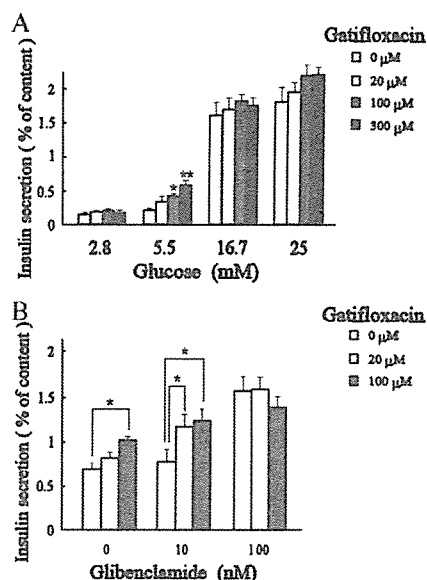 A
Gatifloxacin
0 μM
20 μM
100 μM
300 μM
Insulin secretion ( % of content )
2
1.5
1
0.5
0
*
**
2.8 5.5 16.7 25
Glucose (mM)
B
Gatifloxacin
0 μM
20 μM
100 μM
Insulin secretion ( % of content )
2
1.5
1
0.5
0
*
*
*
0 10 100
Glibenclamide (nM)